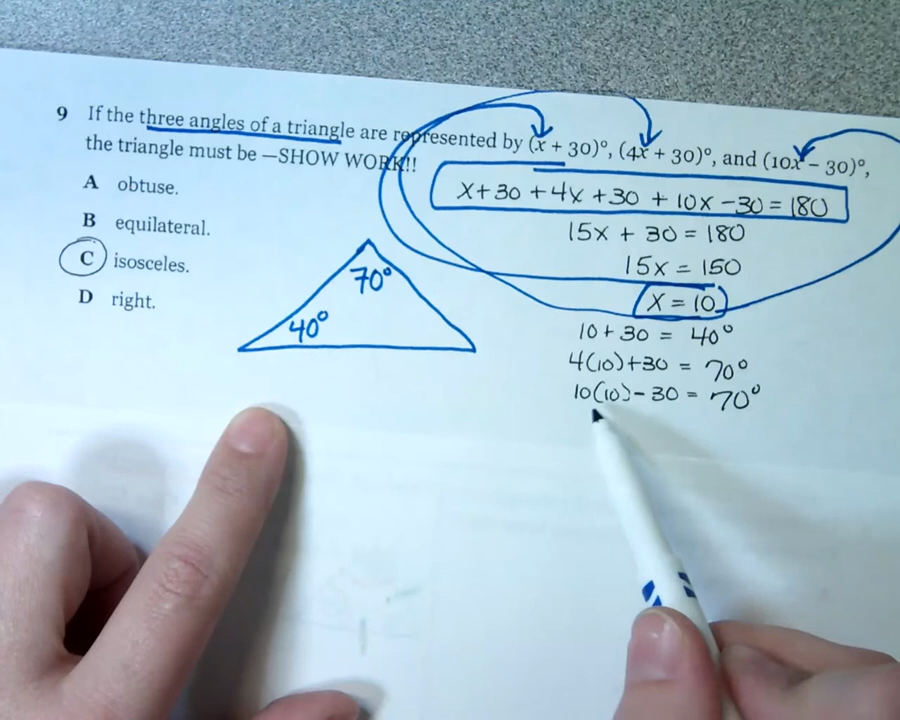 9 If the three angles of a triangle are represented by (x + 30)°, (4x + 30)°, and (10x − 30)°,
the triangle must be —SHOW WORK!!
A obtuse.
B equilateral.
C isosceles.
D right.
x+30 +4x +30 + 10x -30 = 180
15x + 30 = 180
15x = 150
x = 10
10 + 30 = 40°
4(10)+30 = 70°
10(10)-30 = 70°
70°
40°